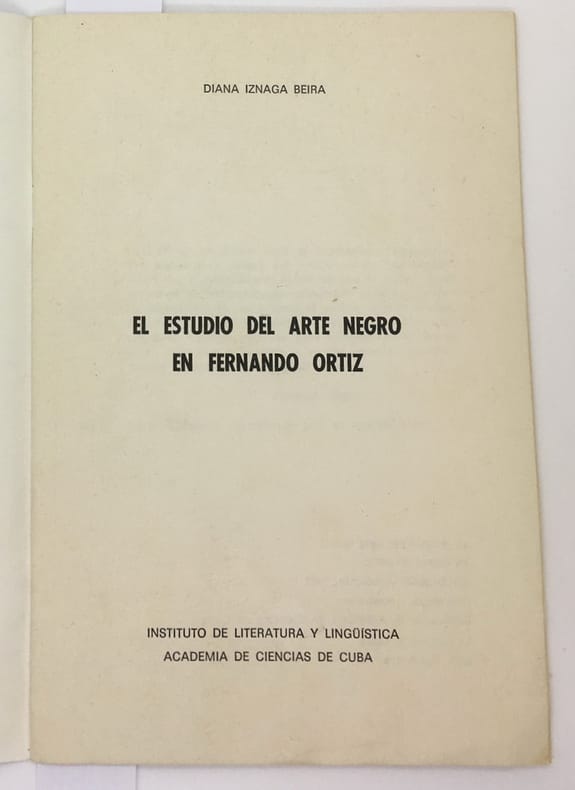 DIANA IZNAGA BEIRA
EL ESTUDIO DEL ARTE NEGRO
EN FERNANDO ORTIZ
INSTITUTO DE LITERATURA Y LINGÜÍSTICA
ACADEMIA DE CIENCIAS DE CUBA